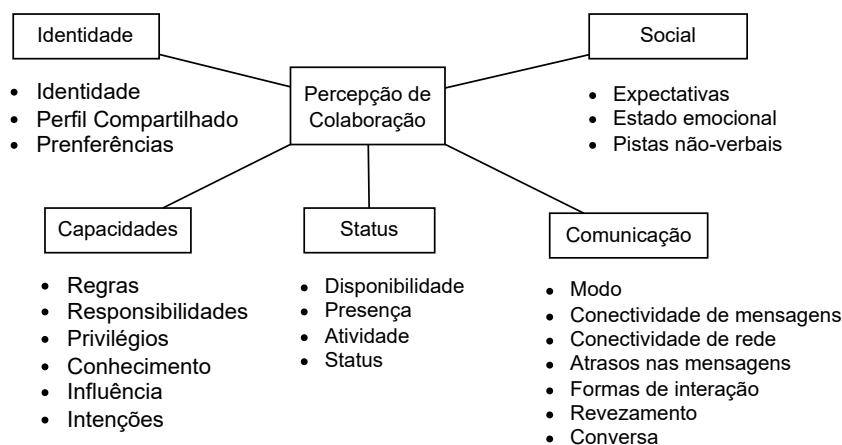 Identidade
• Identidade
• Perfil Compartilhado
• Prenferências
Percepção de
Colaboração
Social
• Expectativas
• Estado emocional
• Pistas não-verbais
Capacidades
• Regras
• Responsibilidades
• Privilégios
• Conhecimento
• Influência
• Intenções
Status
• Disponibilidade
• Presença
• Atividade
• Status
Comunicação
• Modo
• Conectividade de mensagens
• Conectividade de rede
• Atrasos nas mensagens
• Formas de interação
• Revezamento
• Conversa